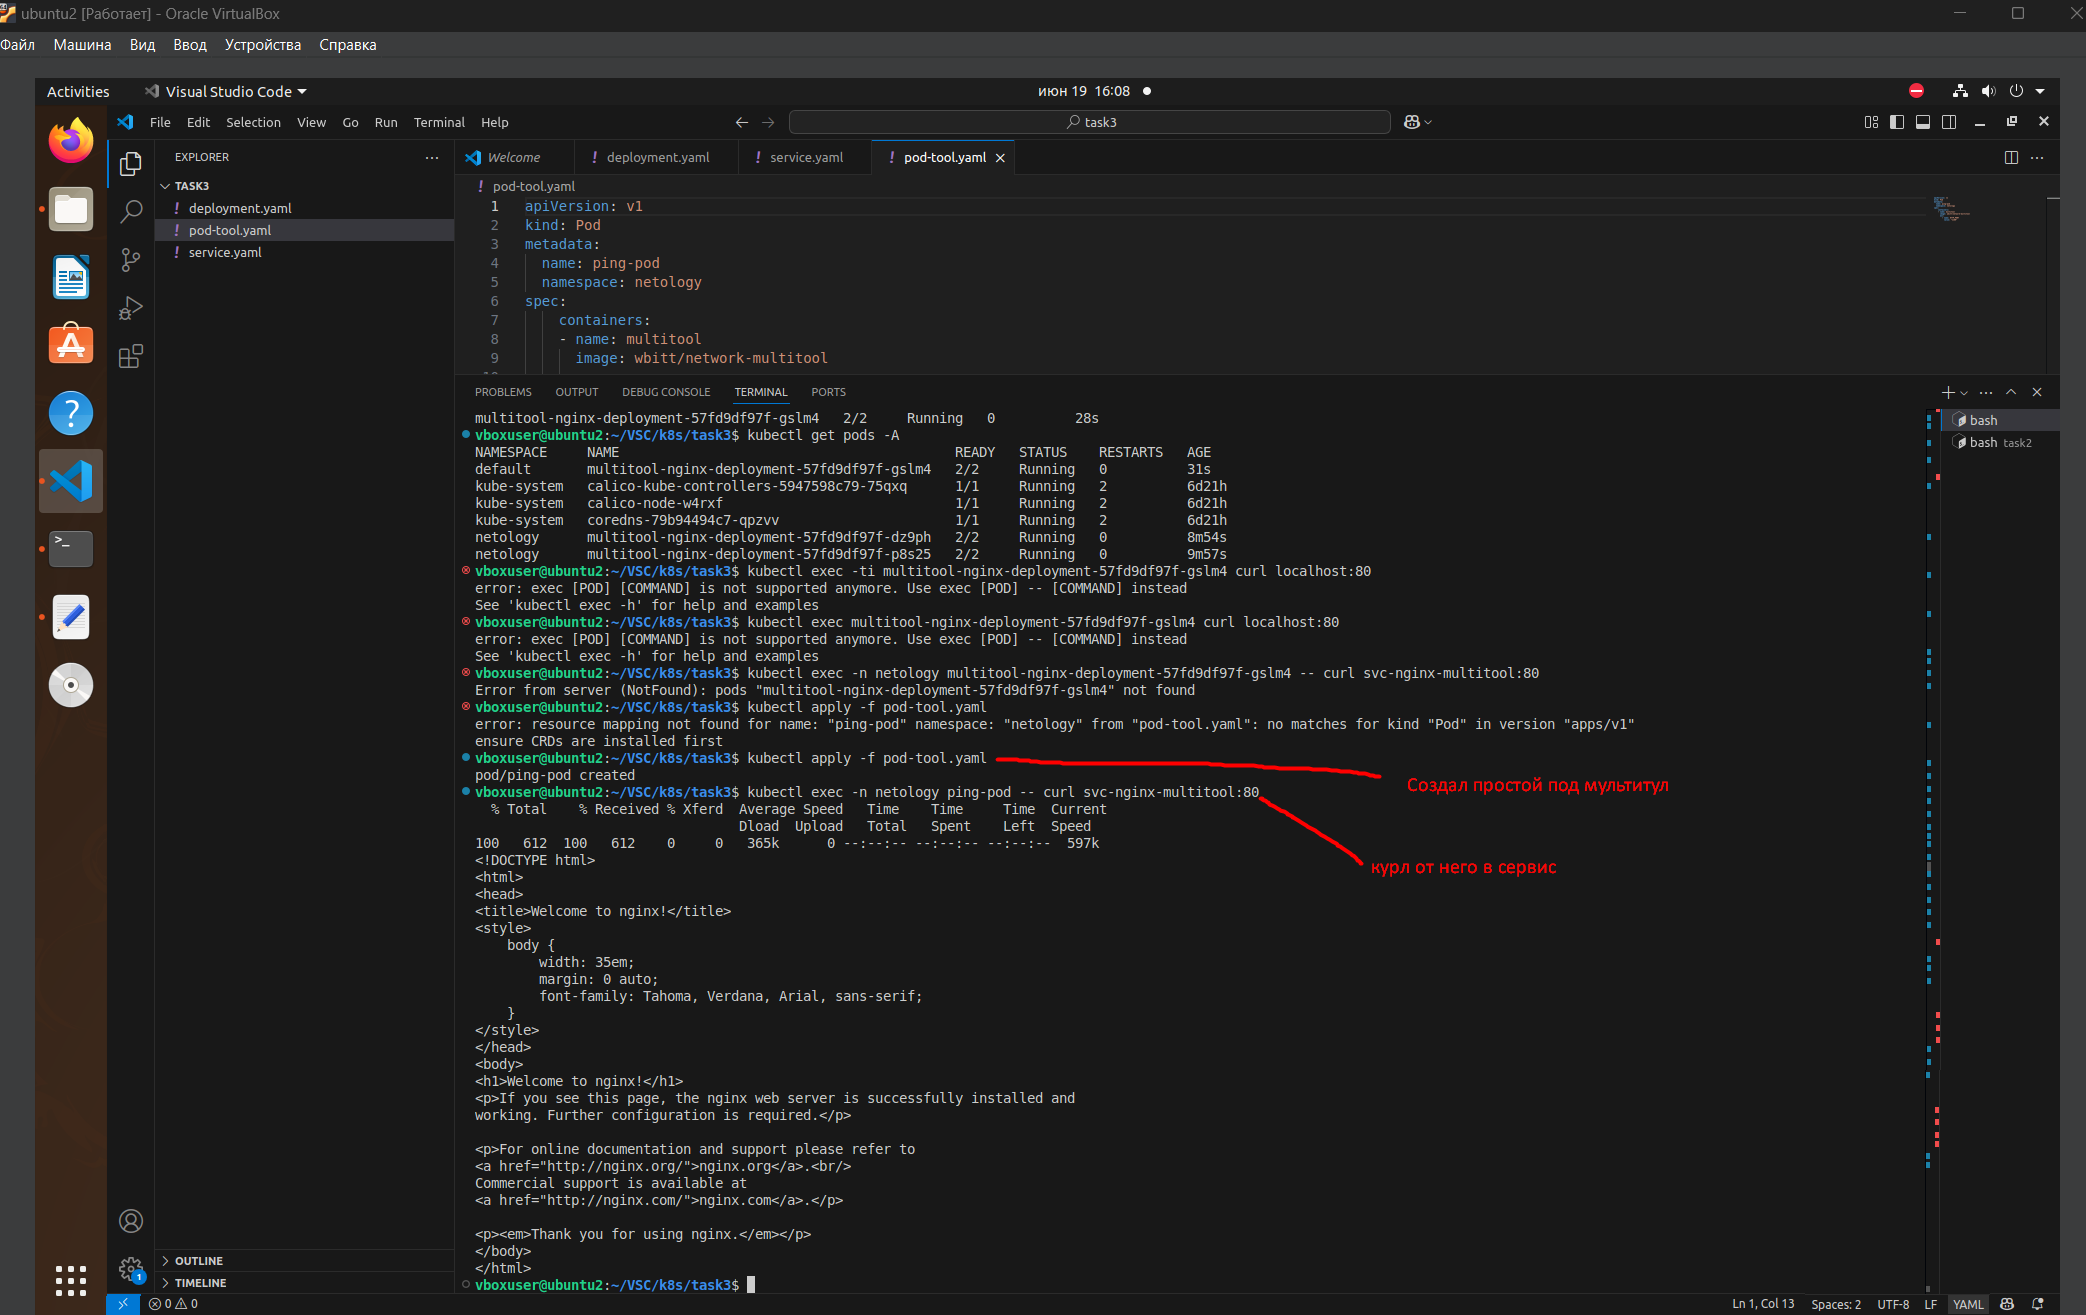 ubuntu2 [Работает] - Oracle VirtualBox
Файл Машина Вид Ввод Устройства Справка
Activities Visual Studio Code июн 19 16:08
File Edit Selection View Go Run Terminal Help task3
EXPLORER
TASK3
deployment.yaml
pod-tool.yaml
service.yaml
Welcome deployment.yaml service.yaml pod-tool.yaml
pod-tool.yaml
1 apiVersion: v1
2 kind: Pod
3 metadata:
4 name: ping-pod
5 namespace: netology
6 spec:
7 containers:
8 - name: multitool
9 image: wbitt/network-multitool
PROBLEMS OUTPUT DEBUG CONSOLE TERMINAL PORTS
bash
bash task2
multitool-nginx-deployment-57fd9df97f-gslm4 2/2 Running 0 28s
vboxuser@ubuntu2:~/VSC/k8s/task3$ kubectl get pods -A
NAMESPACE NAME READY STATUS RESTARTS AGE
default multitool-nginx-deployment-57fd9df97f-gslm4 2/2 Running 0 31s
kube-system calico-kube-controllers-5947598c79-75qxq 1/1 Running 2 6d21h
kube-system calico-node-w4rxf 1/1 Running 2 6d21h
kube-system coredns-79b94494c7-qpzvv 1/1 Running 2 6d21h
netology multitool-nginx-deployment-57fd9df97f-dz9ph 2/2 Running 0 8m54s
netology multitool-nginx-deployment-57fd9df97f-p8s25 2/2 Running 0 9m57s
vboxuser@ubuntu2:~/VSC/k8s/task3$ kubectl exec -ti multitool-nginx-deployment-57fd9df97f-gslm4 curl localhost:80
error: exec [POD] [COMMAND] is not supported anymore. Use exec [POD] -- [COMMAND] instead
See 'kubectl exec -h' for help and examples
vboxuser@ubuntu2:~/VSC/k8s/task3$ kubectl exec multitool-nginx-deployment-57fd9df97f-gslm4 curl localhost:80
error: exec [POD] [COMMAND] is not supported anymore. Use exec [POD] -- [COMMAND] instead
See 'kubectl exec -h' for help and examples
vboxuser@ubuntu2:~/VSC/k8s/task3$ kubectl exec -n netology multitool-nginx-deployment-57fd9df97f-gslm4 -- curl svc-nginx-multitool:80
Error from server (NotFound): pods "multitool-nginx-deployment-57fd9df97f-gslm4" not found
vboxuser@ubuntu2:~/VSC/k8s/task3$ kubectl apply -f pod-tool.yaml
error: resource mapping not found for name: "ping-pod" namespace: "netology" from "pod-tool.yaml": no matches for kind "Pod" in version "apps/v1"
ensure CRDs are installed first
vboxuser@ubuntu2:~/VSC/k8s/task3$ kubectl apply -f pod-tool.yaml
pod/ping-pod created
Создал простой под мультитул
vboxuser@ubuntu2:~/VSC/k8s/task3$ kubectl exec -n netology ping-pod -- curl svc-nginx-multitool:80
% Total % Received % Xferd Average Speed Time Time Time Current
Dload Upload Total Spent Left Speed
100 612 100 612 0 0 365k 0 --:--:-- --:--:-- --:--:-- 597k
<!DOCTYPE html>
курл от него в сервис
<html>
<head>
<title>Welcome to nginx!</title>
<style>
body {
width: 35em;
margin: 0 auto;
font-family: Tahoma, Verdana, Arial, sans-serif;
}
</style>
</head>
<body>
<h1>Welcome to nginx!</h1>
<p>If you see this page, the nginx web server is successfully installed and
working. Further configuration is required.</p>
<p>For online documentation and support please refer to
<a href="http://nginx.org/">nginx.org</a>.<br/>
Commercial support is available at
<a href="http://nginx.com/">nginx.com</a>.</p>
<p><em>Thank you for using nginx.</em></p>
</body>
</html>
vboxuser@ubuntu2:~/VSC/k8s/task3$
OUTLINE
TIMELINE
1
0 0 Ln 1, Col 13 Spaces: 2 UTF-8 LF YAML